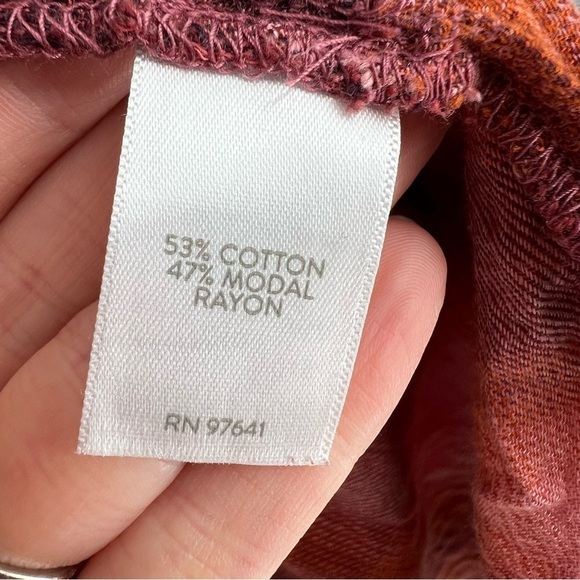 53% COTTON
47% MODAL
RAYON
RN 97641